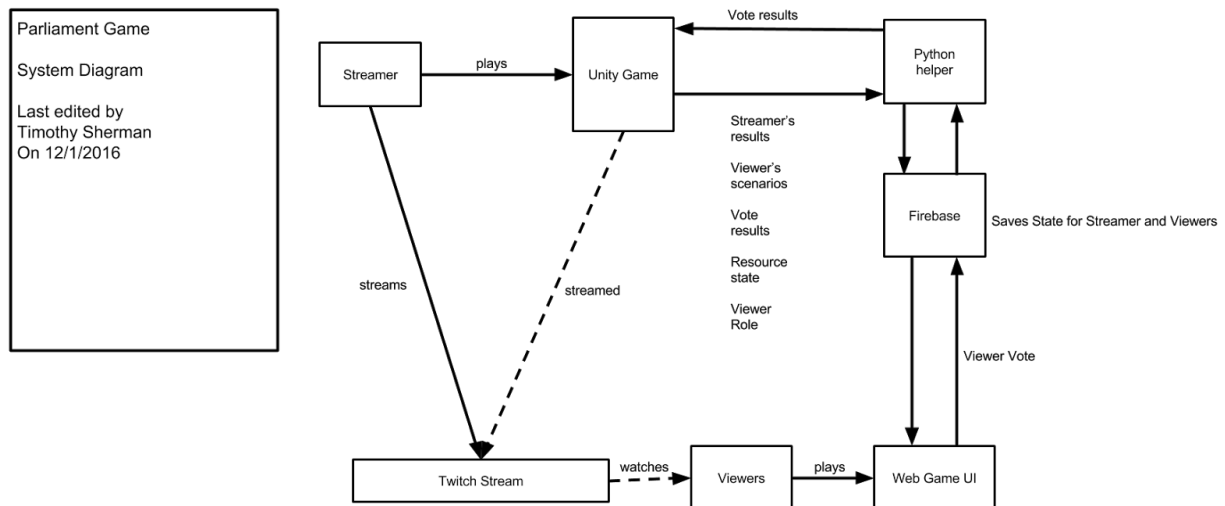 Parliament Game
System Diagram
Last edited by
Timothy Sherman
On 12/1/2016
Streamer
plays
Unity Game
Vote results
Python
helper
Streamer's
results
Viewer's
scenarios
Vote
results
Resource
state
Viewer
Role
Firebase
Saves State for Streamer and Viewers
streams
streamed
Viewer Vote
Twitch Stream
watches
Viewers
plays
Web Game UI